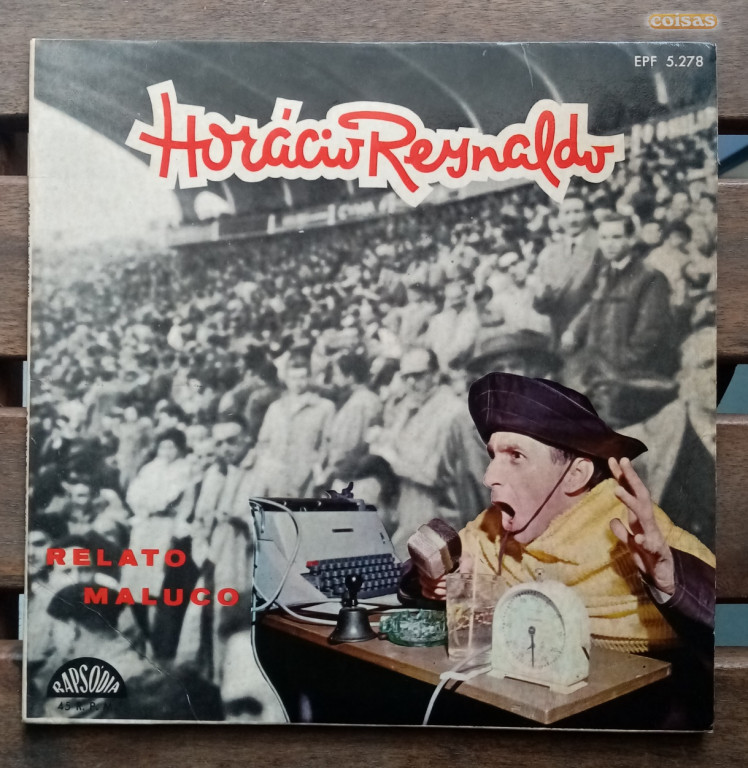 coisas
EPF 5.278
Horácio Reynaldo
RELATO
MALUCO
RAPSÓDIA
45 R. P. M.